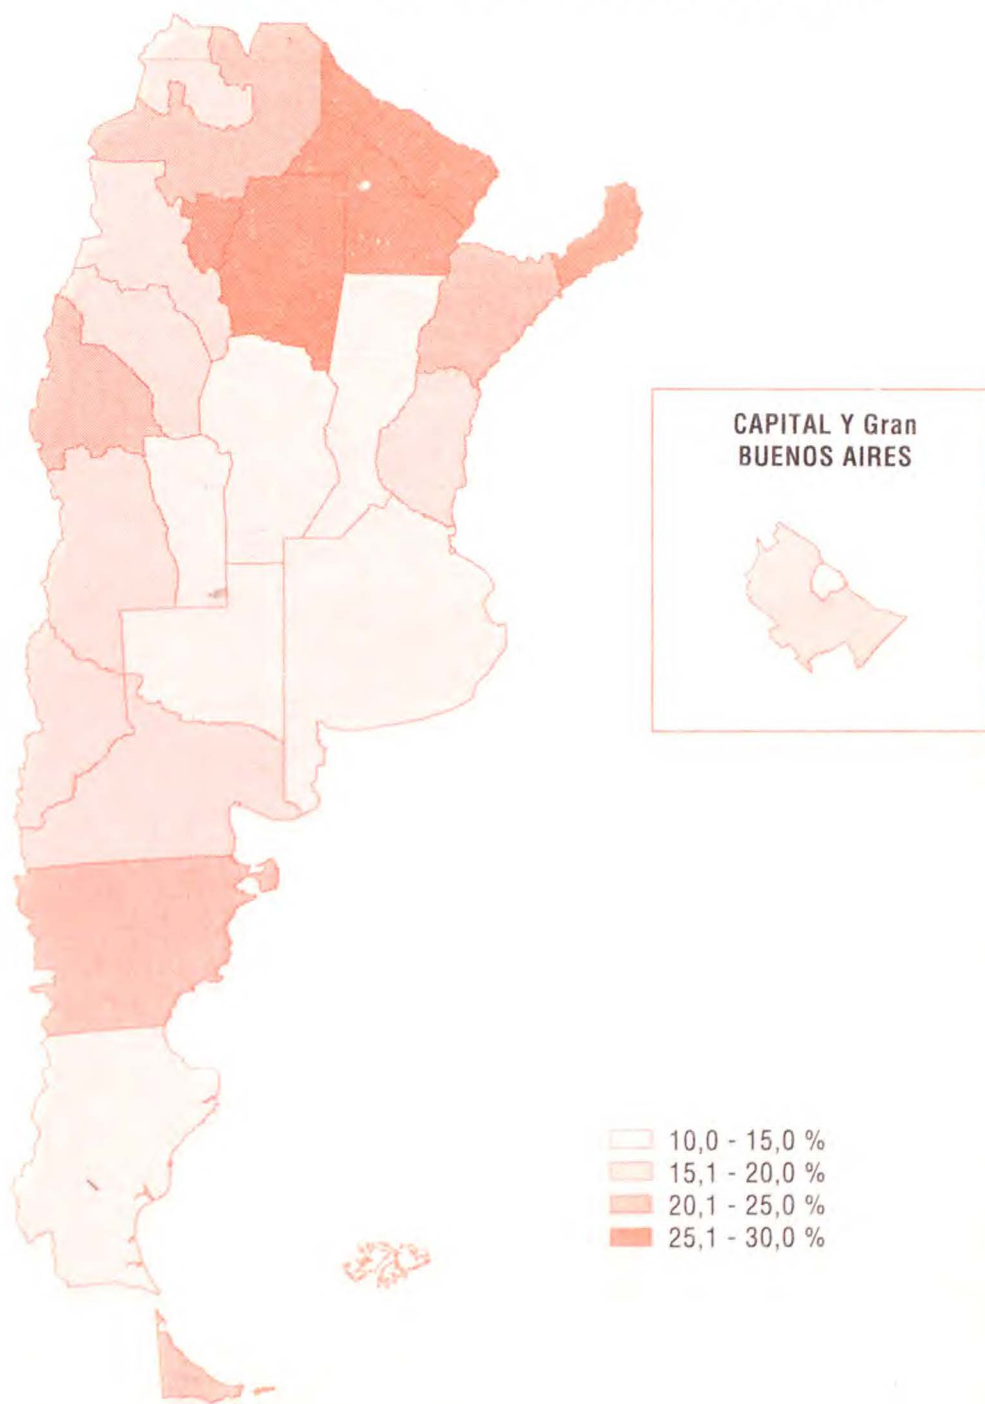 CAPITAL Y Gran
BUENOS AIRES
10,0 - 15,0 %
15,1 - 20,0 %
20,1 - 25,0 %
25,1 - 30,0 %